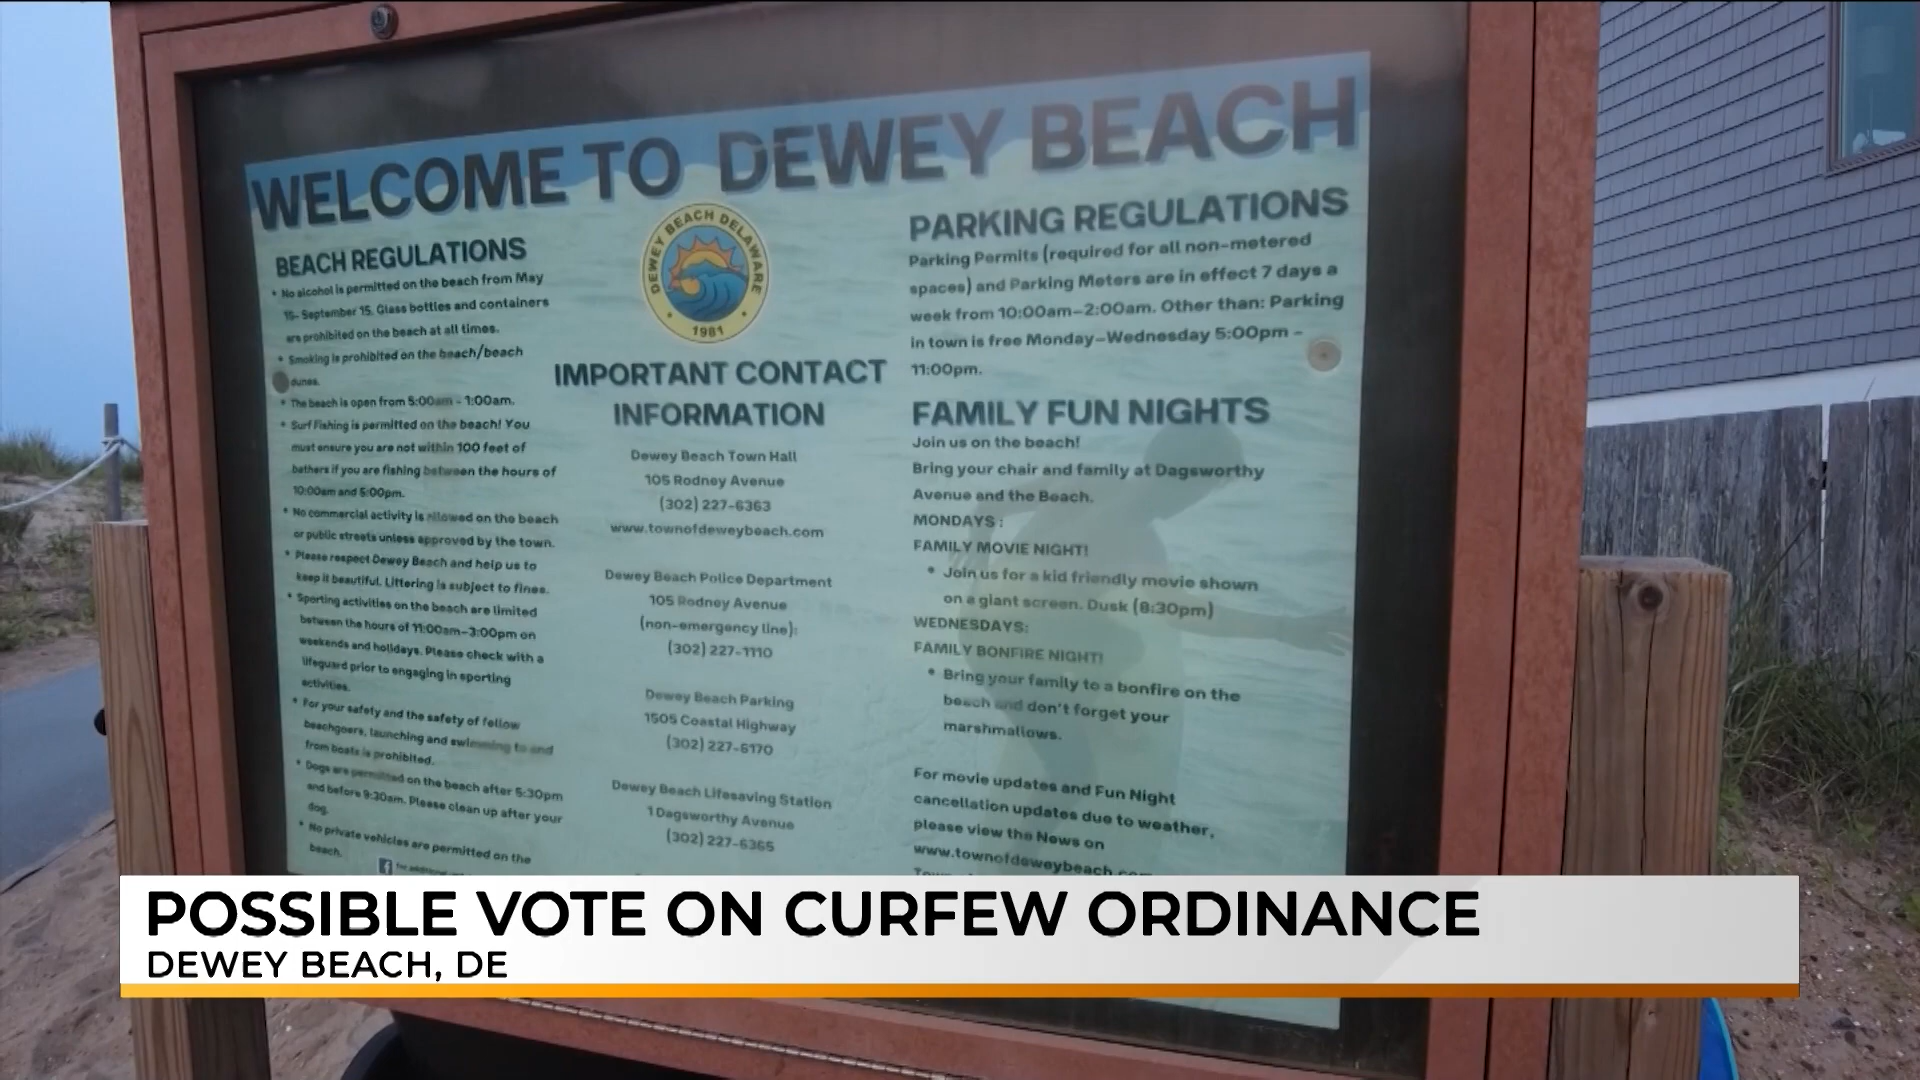 WELCOME TO DEWEY BEACH
BEACH REGULATIONS
* No alcohol is permitted on the beach from May
15- September 15. Glass bottles and containers
are prohibited on the beach at all times.
* Smoking is prohibited on the beach/beach
dunes.
* The beach is open from 5:00am - 1:00am.
* Surf Fishing is permitted on the beach! You
must ensure you are not within 100 feet of
bathers if you are fishing between the hours of
10:00am and 5:00pm.
* No commercial activity is allowed on the beach
or public streets unless approved by the town.
* Please respect Dewey Beach and help us to
keep it beautiful. Littering is subject to fines.
* Sporting activities on the beach are limited
between the hours of 11:00am-3:00pm on
weekends and holidays. Please check with a
lifeguard prior to engaging in sporting
activities.
* For your safety and the safety of fellow
beachgoers, launching and swimming to and
from boats is prohibited.
* Dogs are permitted on the beach after 5:30pm
and before 9:30am. Please clean up after your
dog.
* No private vehicles are permitted on the
beach.
DEWEY BEACH DELAWARE
1981
IMPORTANT CONTACT
INFORMATION
Dewey Beach Town Hall
105 Rodney Avenue
(302) 227-6363
www.townofdeweybeach.com
Dewey Beach Police Department
105 Rodney Avenue
(non-emergency line):
(302) 227-1110
Dewey Beach Parking
1505 Coastal Highway
(302) 227-6170
Dewey Beach Lifesaving Station
1 Dagsworthy Avenue
(302) 227-6365
PARKING REGULATIONS
Parking Permits (required for all non-metered
spaces) and Parking Meters are in effect 7 days a
week from 10:00am-2:00am. Other than: Parking
in town is free Monday-Wednesday 5:00pm -
11:00pm.
FAMILY FUN NIGHTS
Join us on the beach!
Bring your chair and family at Dagsworthy
Avenue and the Beach.
MONDAYS :
FAMILY MOVIE NIGHT!
* Join us for a kid friendly movie shown
on a giant screen. Dusk (8:30pm)
WEDNESDAYS:
FAMILY BONFIRE NIGHT!
* Bring your family to a bonfire on the
beach and don't forget your
marshmallows.
For movie updates and Fun Night
cancellation updates due to weather,
please view the News on
www.townofdeweybeach.com
POSSIBLE VOTE ON CURFEW ORDINANCE
DEWEY BEACH, DE